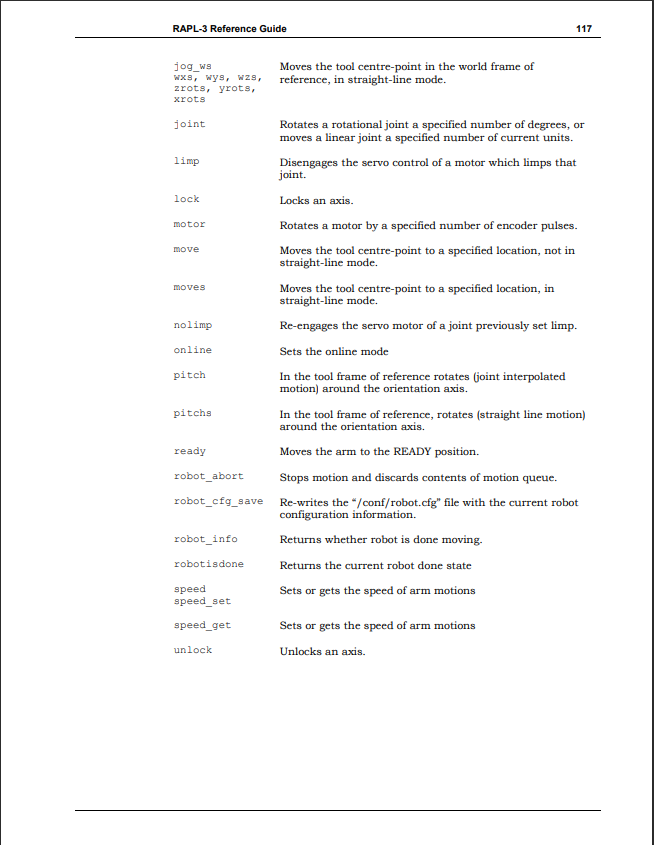 RAPL-3 Reference Guide 117
jog_ws Moves the tool centre-point in the world frame of
wxs, wys, wzs, reference, in straight-line mode.
zrots, yrots,
xrots
joint Rotates a rotational joint a specified number of degrees, or
moves a linear joint a specified number of current units.
limp Disengages the servo control of a motor which limps that
joint.
lock Locks an axis.
motor Rotates a motor by a specified number of encoder pulses.
move Moves the tool centre-point to a specified location, not in
straight-line mode.
moves Moves the tool centre-point to a specified location, in
straight-line mode.
nolimp Re-engages the servo motor of a joint previously set limp.
online Sets the online mode
pitch In the tool frame of reference rotates (joint interpolated
motion) around the orientation axis.
pitchs In the tool frame of reference, rotates (straight line motion)
around the orientation axis.
ready Moves the arm to the READY position.
robot_abort Stops motion and discards contents of motion queue.
robot_cfg_save Re-writes the “/conf/robot.cfg” file with the current robot
configuration information.
robot_info Returns whether robot is done moving.
robotisdone Returns the current robot done state
speed Sets or gets the speed of arm motions
speed_set
speed_get Sets or gets the speed of arm motions
unlock Unlocks an axis.